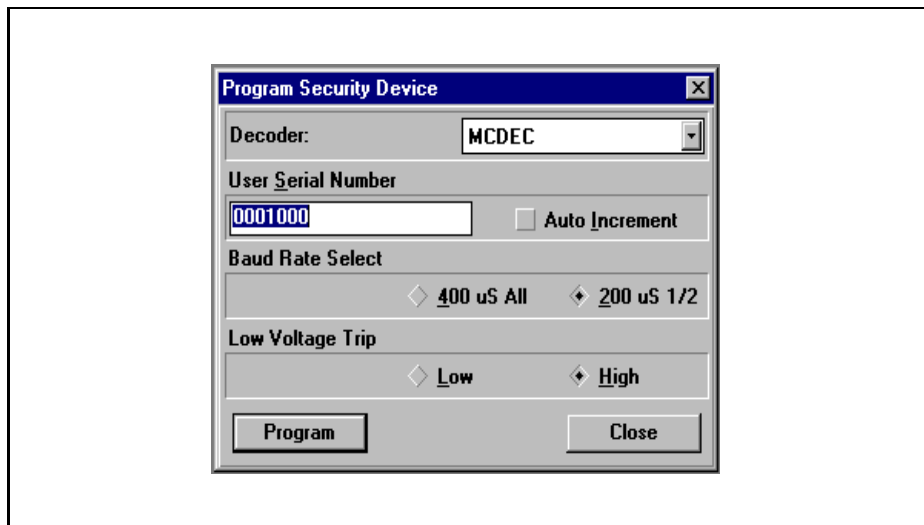 Program Security Device
Decoder: MCDEC
User Serial Number
0001000 Auto Increment
Baud Rate Select
400 uS All 200 uS 1/2
Low Voltage Trip
Low High
Program Close